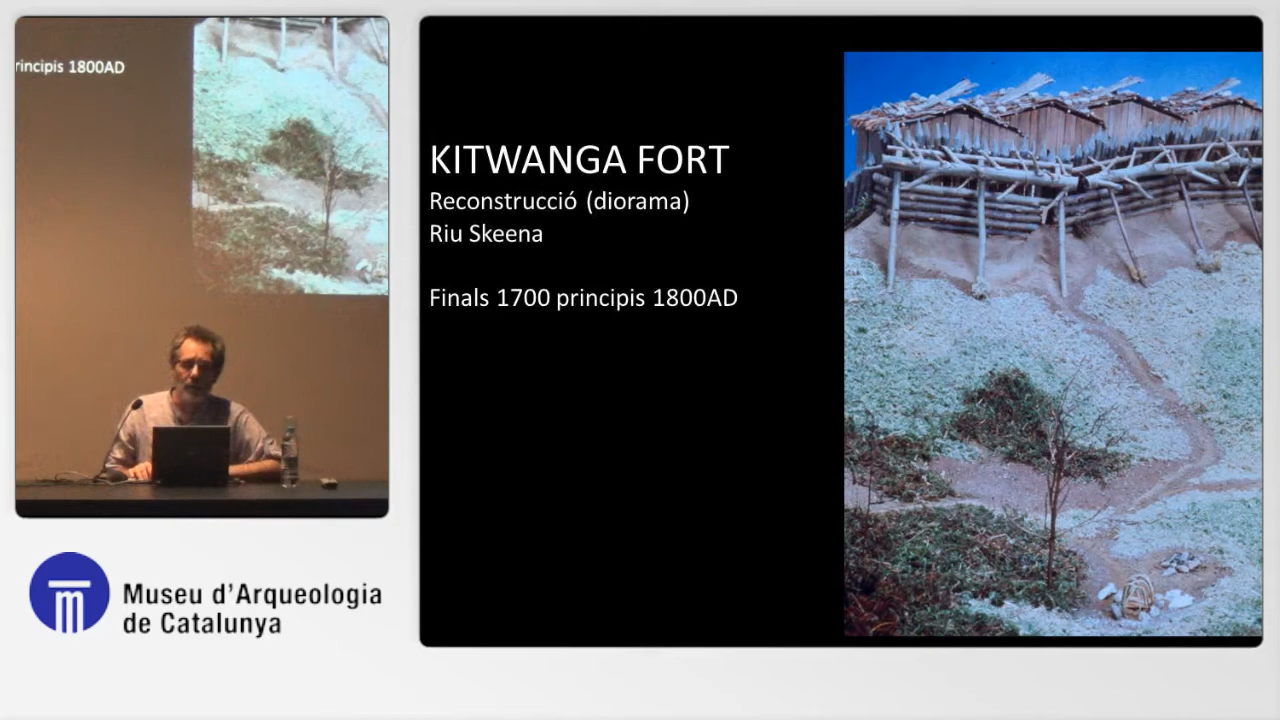 rincipis 1800AD
KITWANGA FORT
Reconstrucció (diorama)
Riu Skeena
Finals 1700 principis 1800AD
Museu d'Arqueologia
de Catalunya